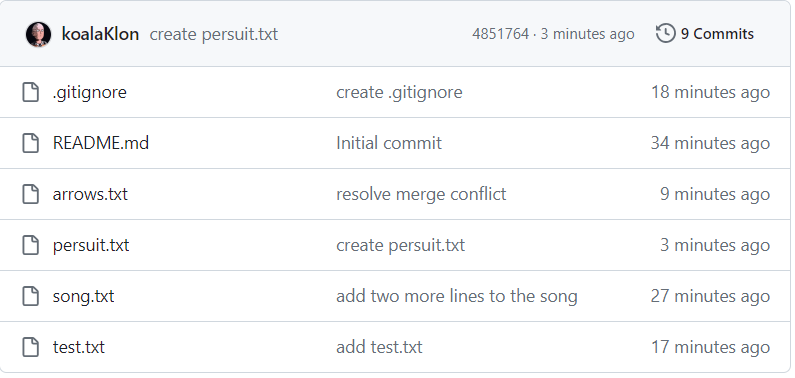 koalaKlon create persuit.txt 4851764 · 3 minutes ago 9 Commits
.gitignore create .gitignore 18 minutes ago
README.md Initial commit 34 minutes ago
arrows.txt resolve merge conflict 9 minutes ago
persuit.txt create persuit.txt 3 minutes ago
song.txt add two more lines to the song 27 minutes ago
test.txt add test.txt 17 minutes ago